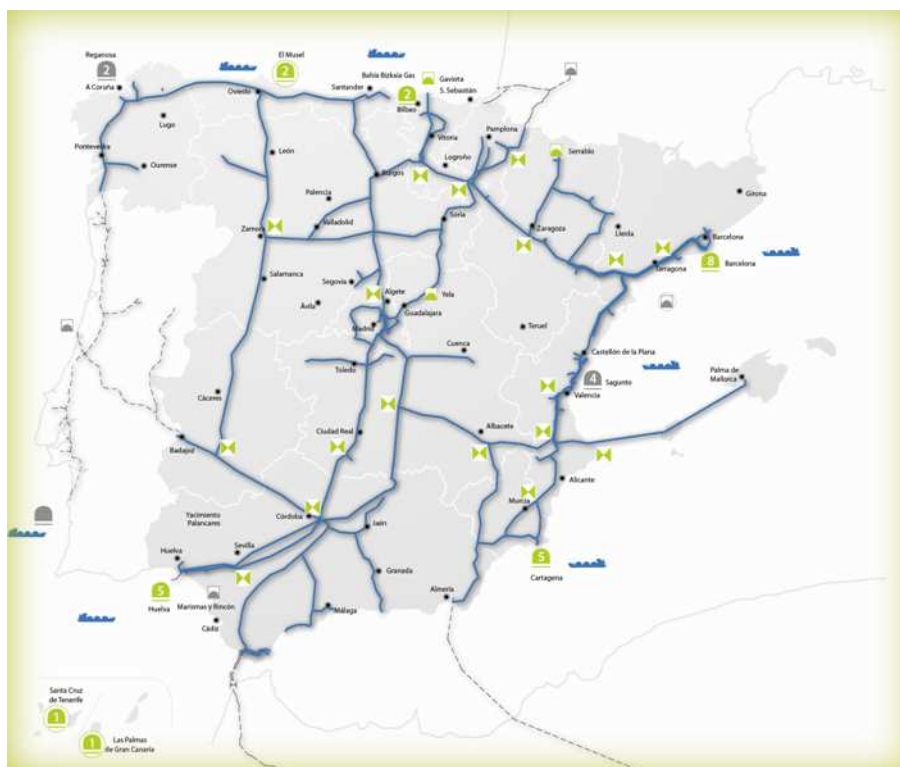 Reganosa
2
A Coruña
El Musel
2
Oviedo
Santander
Bahía Bizkaia Gas
2
Bilbao
Gaviota
S. Sebastián
Lugo
Pontevedra
Ourense
León
Vitoria
Pamplona
Logroño
Serrablo
Burgos
Palencia
Girona
Zamora
Valladolid
Soria
Zaragoza
Lleida
Barcelona
8
Barcelona
Tarragona
Salamanca
Segovia
Algete
Yela
Ávila
Guadalajara
Madrid
Teruel
Cuenca
Castellón de la Plana
Toledo
4
Sagunto
Valencia
Palma de
Mallorca
Cáceres
Badajoz
Ciudad Real
Albacete
Alicante
Murcia
Yacimiento
Palancares
Córdoba
Jaén
Huelva
Sevilla
5
Cartagena
5
Huelva
Marismas y Rincón
Granada
Almería
Málaga
Cádiz
Santa Cruz
de Tenerife
1
1
Las Palmas
de Gran Canarie